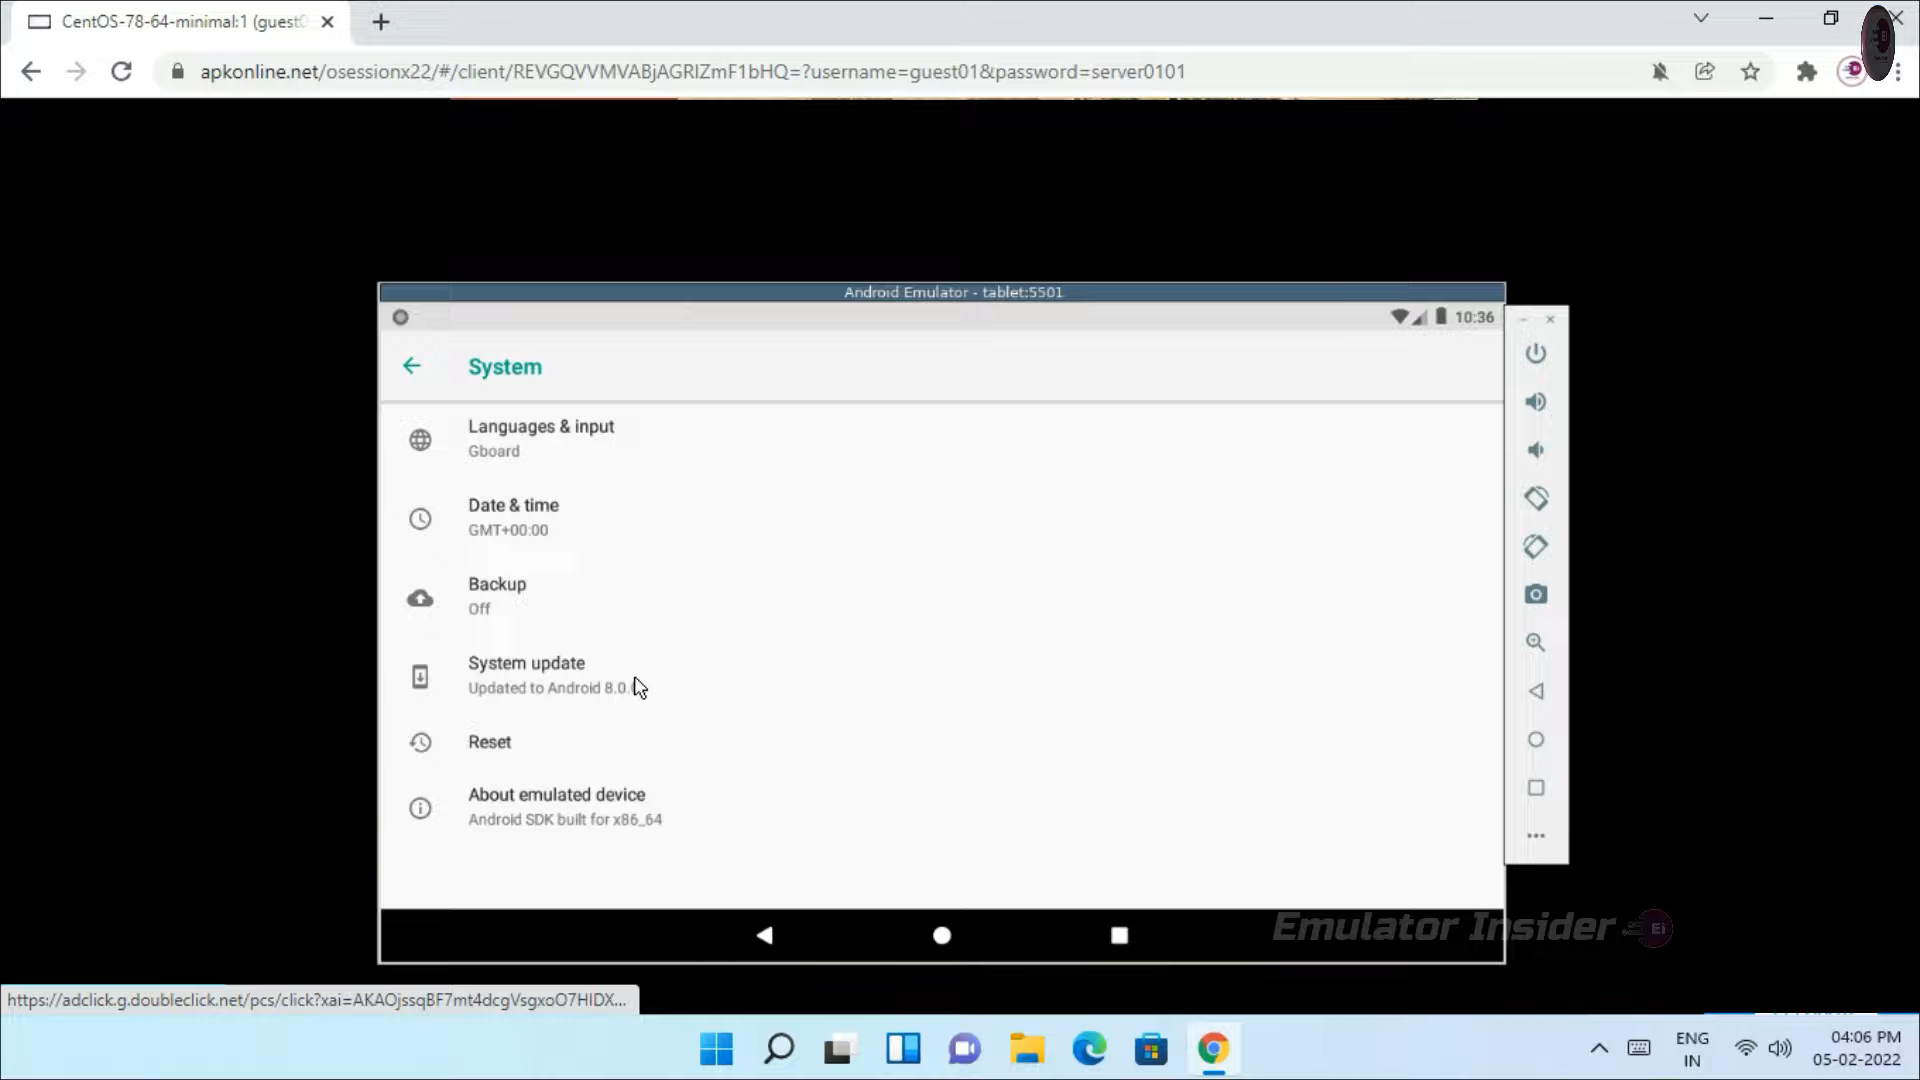 CentOS-78-64-minimal:1 (guest0
apkonline.net/osessionx22/#/client/REVGQVVMVABjAGRlZmF1bHQ=?username=guest01&password=server0101
Android Emulator - tablet:5501
10:36
System
Languages & input
Gboard
Date & time
GMT+00:00
Backup
Off
System update
Updated to Android 8.0.
Reset
About emulated device
Android SDK built for x86_64
Emulator Insider
Ei
https://adclick.g.doubleclick.net/pcs/click?xai=AKAOjssqBF7mt4dcgVsgxoO7HIDX...
ENG
IN
04:06 PM
05-02-2022